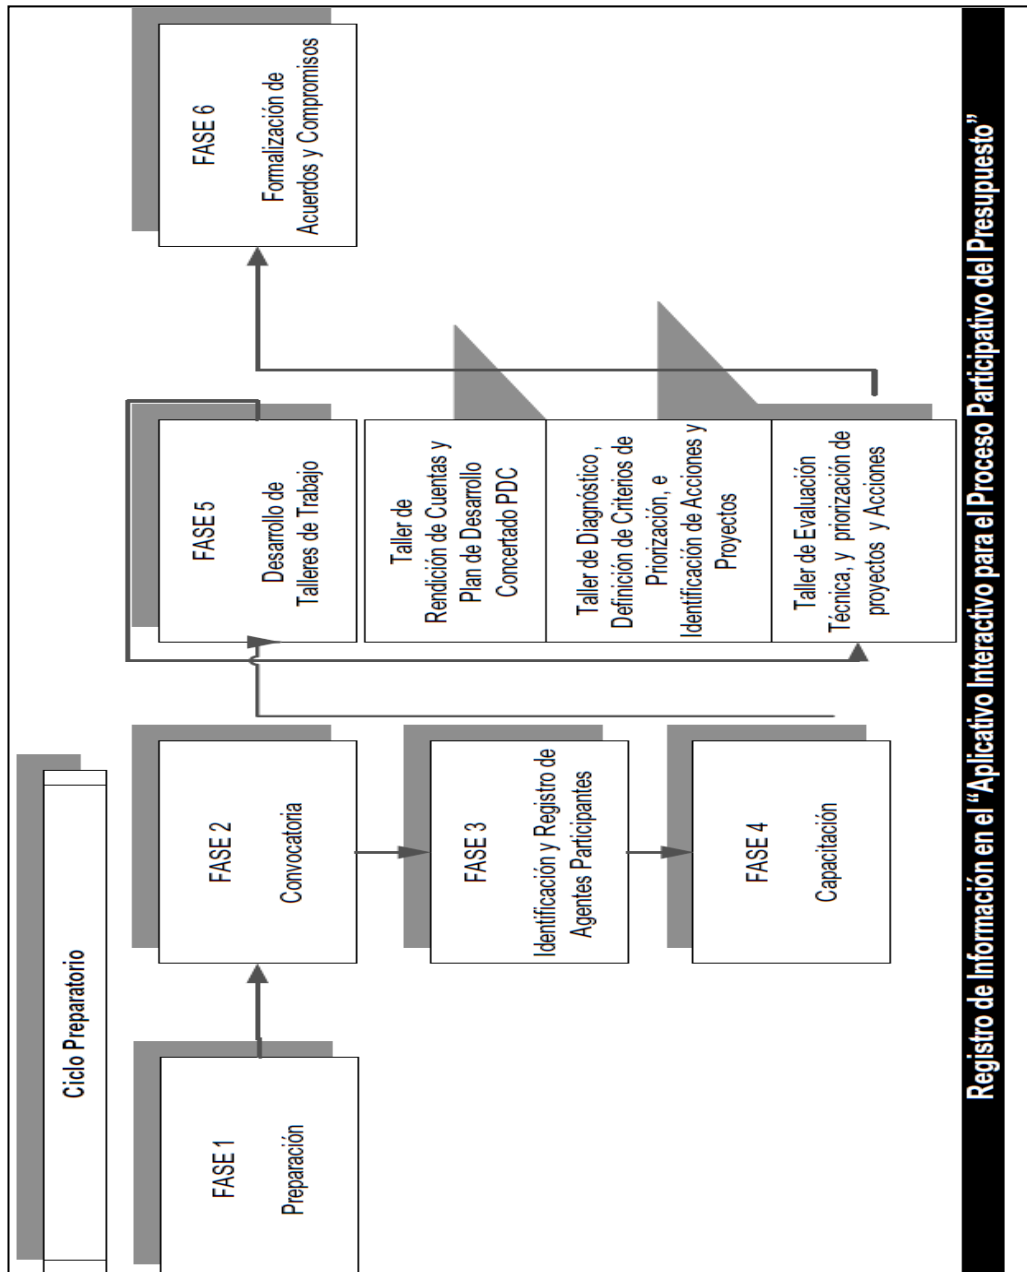 Ciclo Preparatorio
FASE 1
Preparación
FASE 2
Convocatoria
FASE 3
Identificación y Registro de
Agentes Participantes
FASE 4
Capacitación
FASE 5
Desarrollo de
Talleres de Trabajo
Taller de
Rendición de Cuentas y
Plan de Desarrollo
Concertado PDC
Taller de Diagnóstico ,
Definición de Criterios de
Priorización, e
Identificación de Acciones y
Proyectos
Taller de Evaluación
Técnica, y priorización de
proyectos y Acciones
FASE 6
Formalización de
Acuerdos y Compromisos
Registro de Información en el “Aplicativo Interactivo para el Proceso Participativo del Presupuesto”